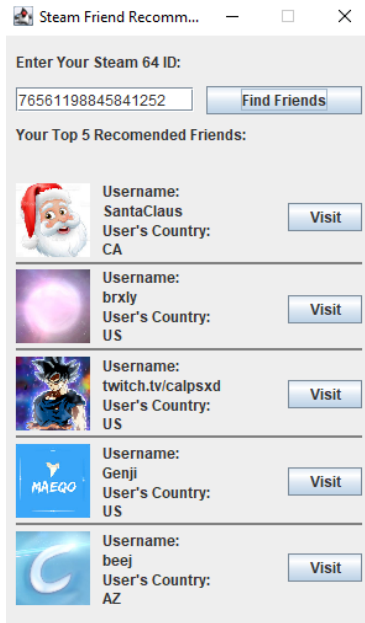 Steam Friend Recomm...
Enter Your Steam 64 ID:
76561198845841252
Find Friends
Your Top 5 Recomended Friends:
Username:
SantaClaus
User's Country:
CA
Visit
Username:
brxly
User's Country:
US
Visit
Username:
twitch.tv/calpsxd
User's Country:
US
Visit
MAEQO
Username:
Genji
User's Country:
US
Visit
C
Username:
beej
User's Country:
AZ
Visit